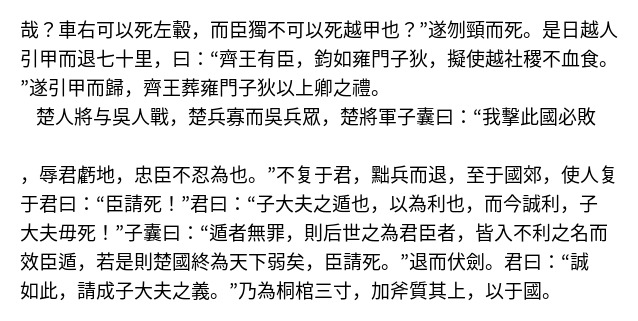 哉？車右可以死左轂，而臣獨不可以死越甲也？”遂刎頸而死。是日越人
引甲而退七十里，曰：“齊王有臣，鈞如雍門子狄，擬使越社稷不血食。
”遂引甲而歸，齊王葬雍門子狄以上卿之禮。
楚人將与吳人戰，楚兵寡而吳兵眾，楚將軍子囊曰：“我擊此國必敗
，辱君虧地，忠臣不忍為也。”不复于君，黜兵而退，至于國郊，使人复
于君曰：“臣請死！”君曰：“子大夫之遁也，以為利也，而今誠利，子
大夫毋死！”子囊曰：“遁者無罪，則后世之為君臣者，皆入不利之名而
效臣遁，若是則楚國終為天下弱矣，臣請死。”退而伏劍。君曰：“誠
如此，請成子大夫之義。”乃為桐棺三寸，加斧質其上，以于國。